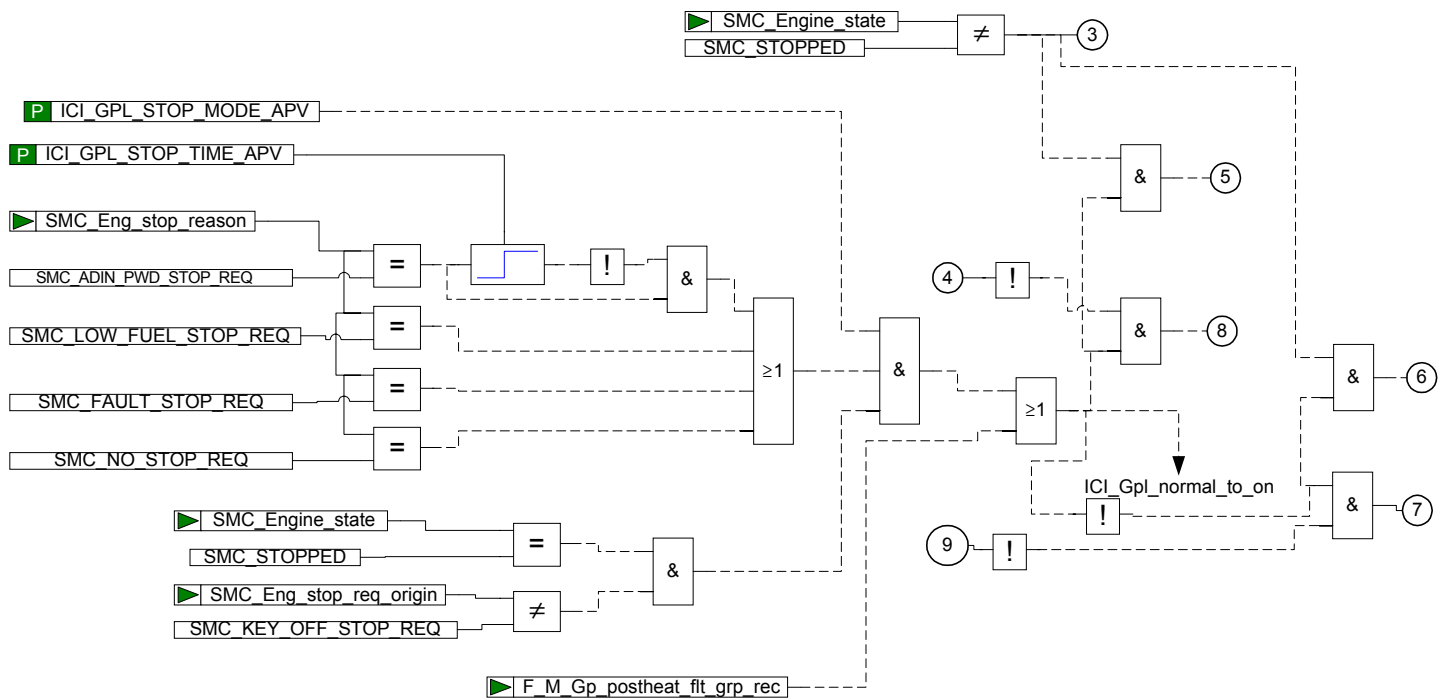 SMC_Engine_state
≠
3
SMC_STOPPED
P ICI_GPL_STOP_MODE_APV
P ICI_GPL_STOP_TIME_APV
&
5
SMC_Eng_stop_reason
=
!
&
SMC_ADIN_PWD_STOP_REQ
4
!
&
8
=
SMC_LOW_FUEL_STOP_REQ
≥1
&
&
6
=
SMC_FAULT_STOP_REQ
≥1
=
SMC_NO_STOP_REQ
ICI_Gpl_normal_to_on
!
&
7
SMC_Engine_state
=
9
!
SMC_STOPPED
&
SMC_Eng_stop_req_origin
≠
SMC_KEY_OFF_STOP_REQ
F_M_Gp_postheat_flt_grp_rec